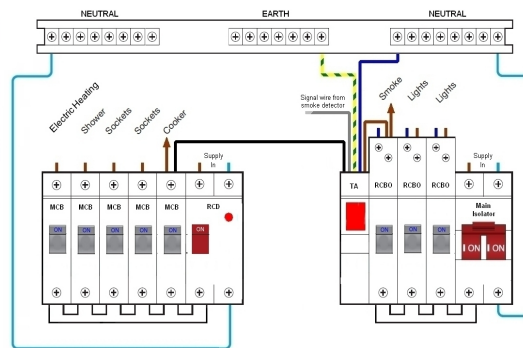 NEUTRAL
EARTH
NEUTRAL
Electric Heating
Shower
Sockets
Sockets
Cooker
Supply
In
Signal wire from
smoke detector
Smoke
Lights
Lights
Supply
In
MCB
MCB
MCB
MCB
MCB
RCD
TA
RCBO
RCBO
RCBO
Main
Isolator
ON
ON
ON
ON
ON
ON
ON
ON
ON
I ON
I ON